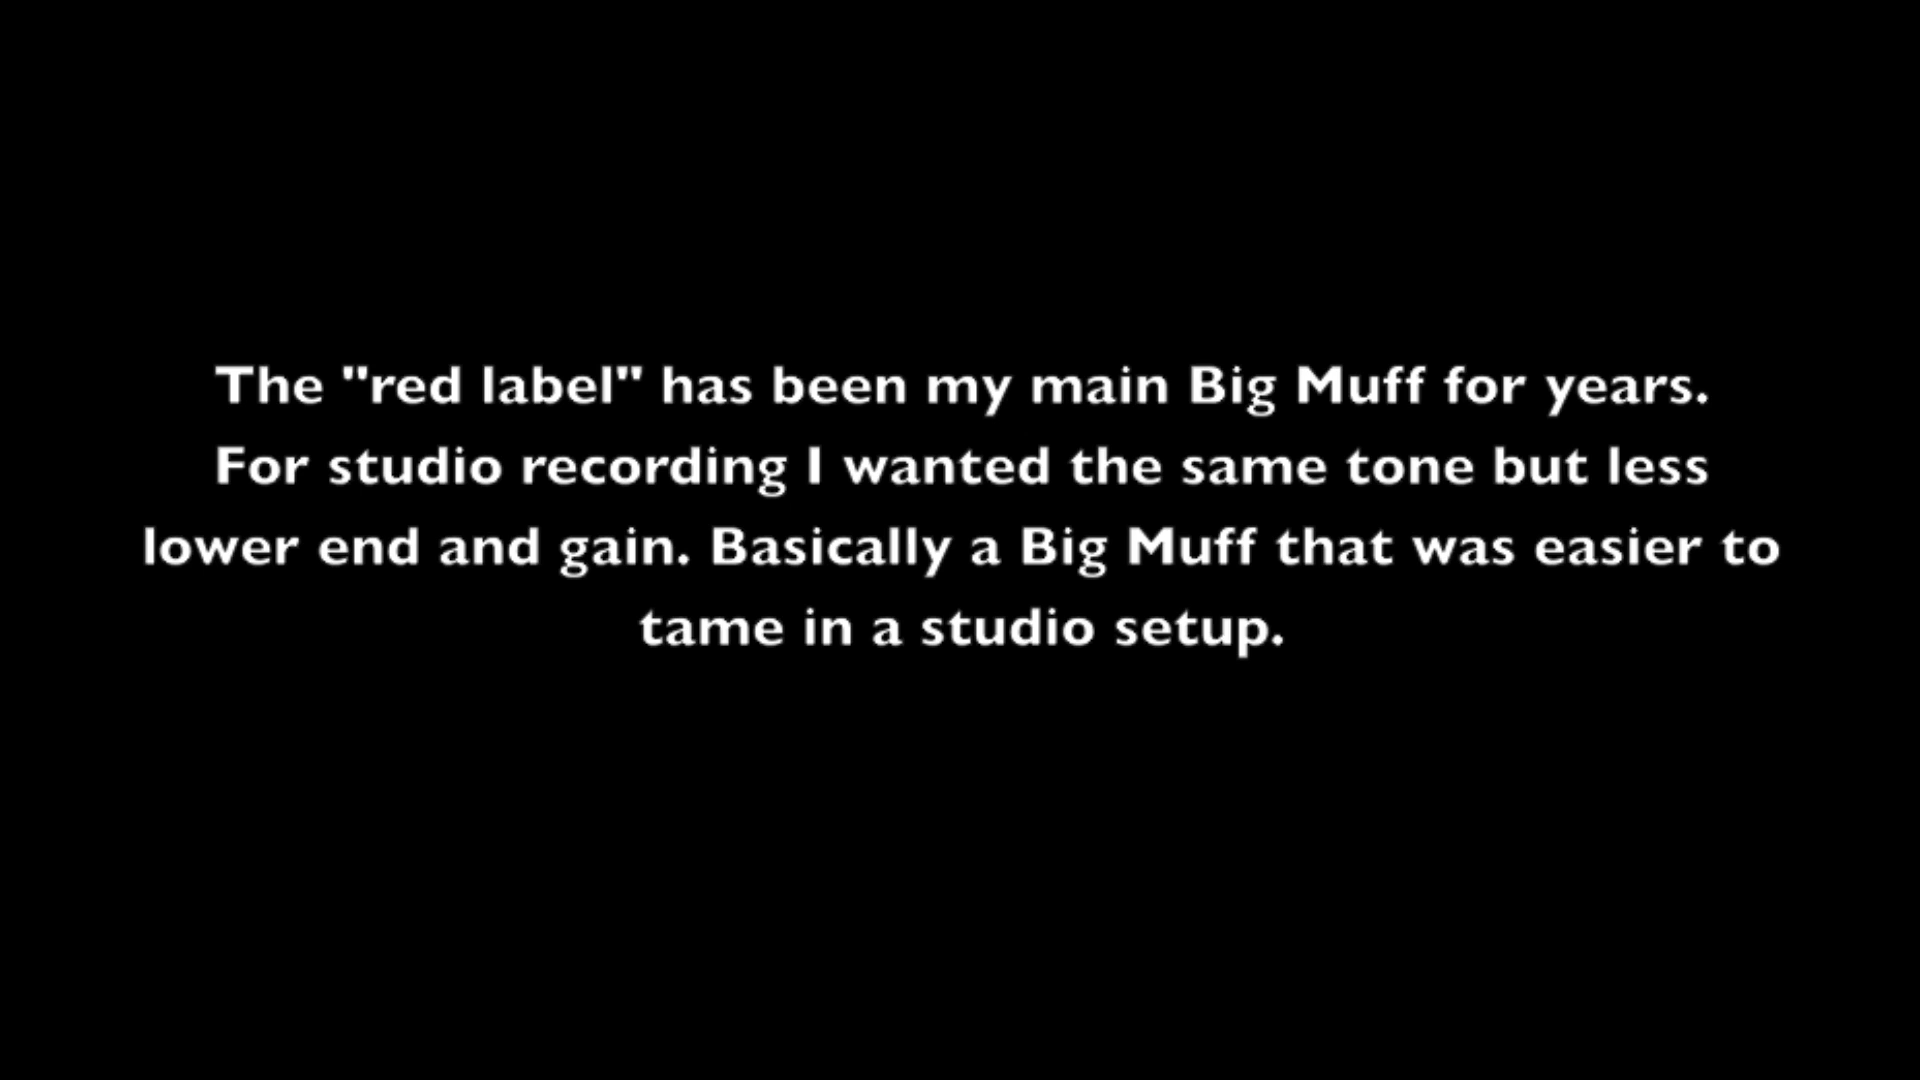 The "red label" has been my main Big Muff for years.
For studio recording I wanted the same tone but less
lower end and gain. Basically a Big Muff that was easier to
tame in a studio setup.